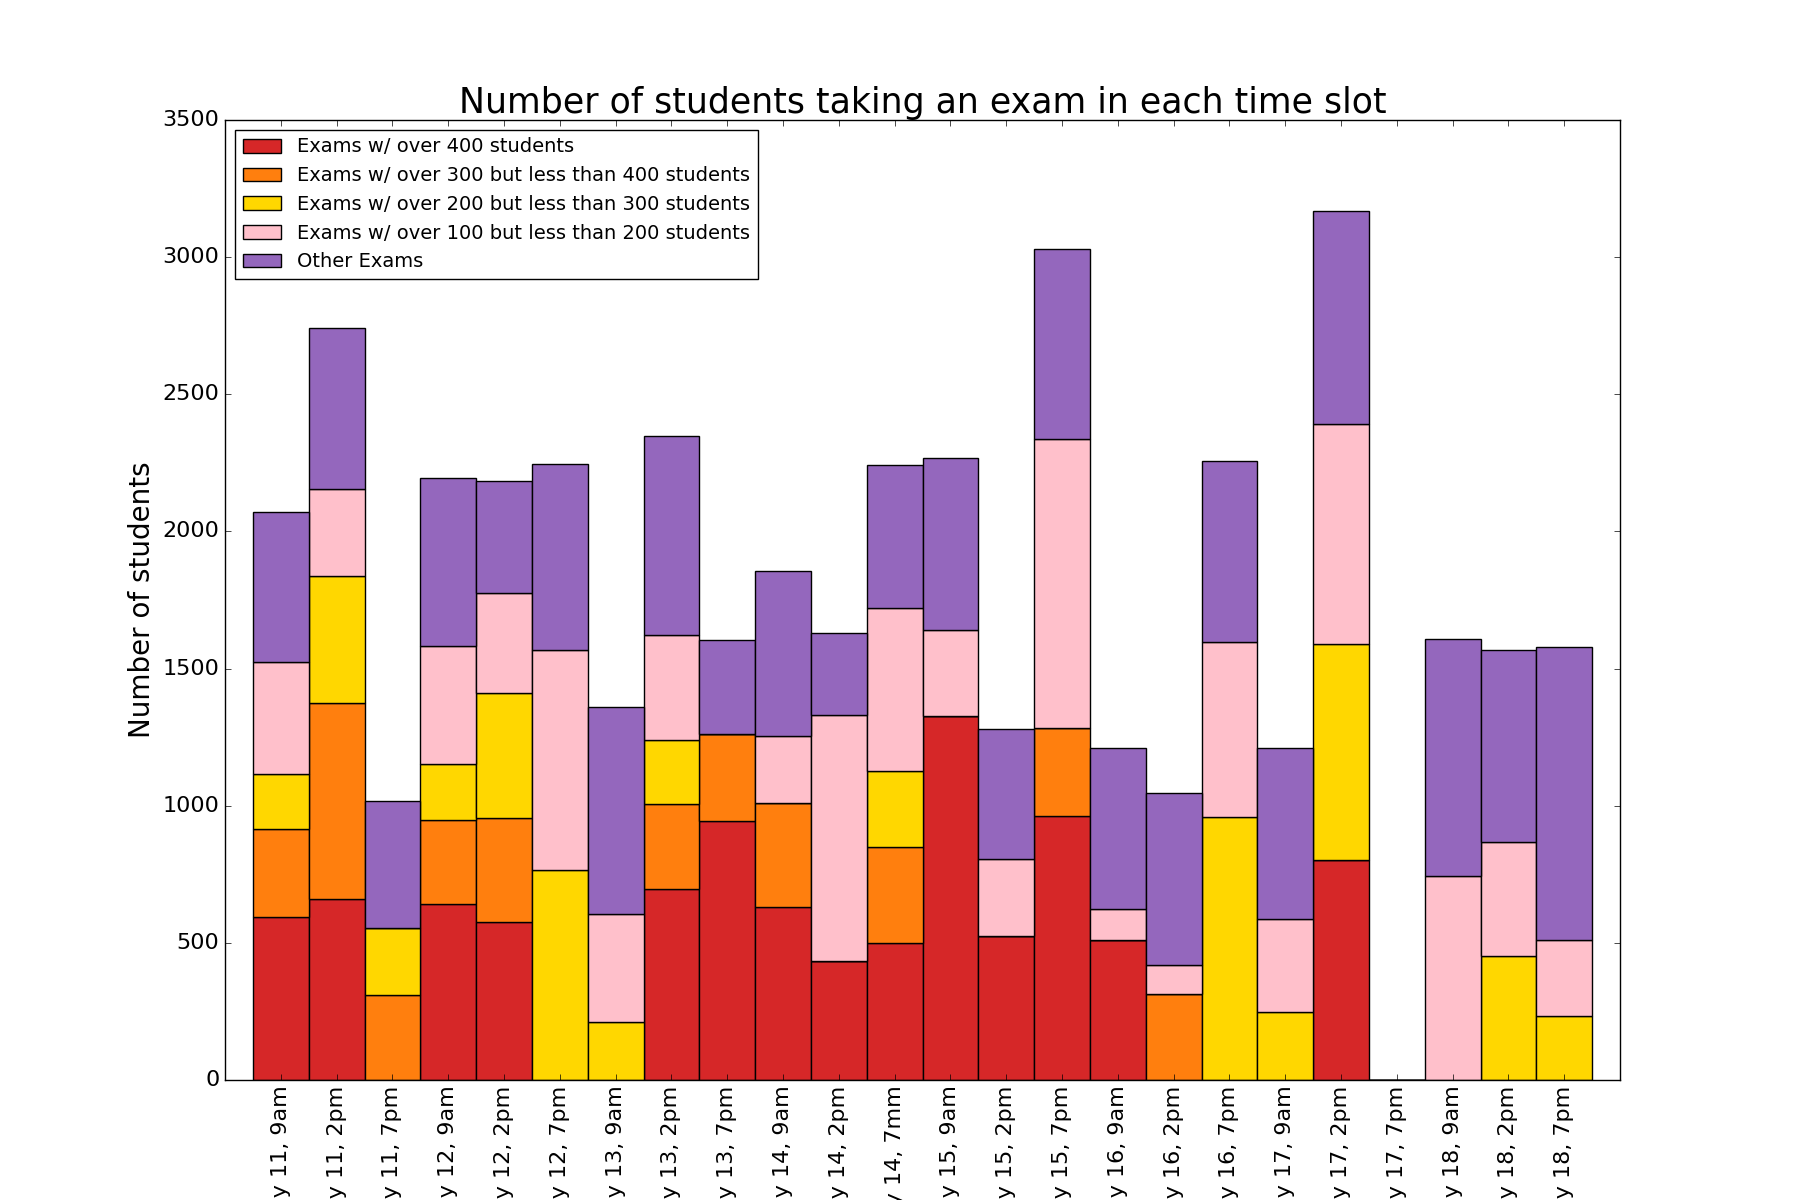 Number of students taking an exam in each time slot
Exams w/ over 400 students
Exams w/ over 300 but less than 400 students
Exams w/ over 200 but less than 300 students
Exams w/ over 100 but less than 200 students
Other Exams
3500
3000
2500
2000
1500
1000
500
0
Number of students
y 11, 9am
y 11, 2pm
y 11, 7pm
y 12, 9am
y 12, 2pm
y 12, 7pm
y 13, 9am
y 13, 2pm
y 13, 7pm
y 14, 9am
y 14, 2pm
y 14, 7mm
y 15, 9am
y 15, 2pm
y 15, 7pm
y 16, 9am
y 16, 2pm
y 16, 7pm
y 17, 9am
y 17, 2pm
y 17, 7pm
y 18, 9am
y 18, 2pm
y 18, 7pm